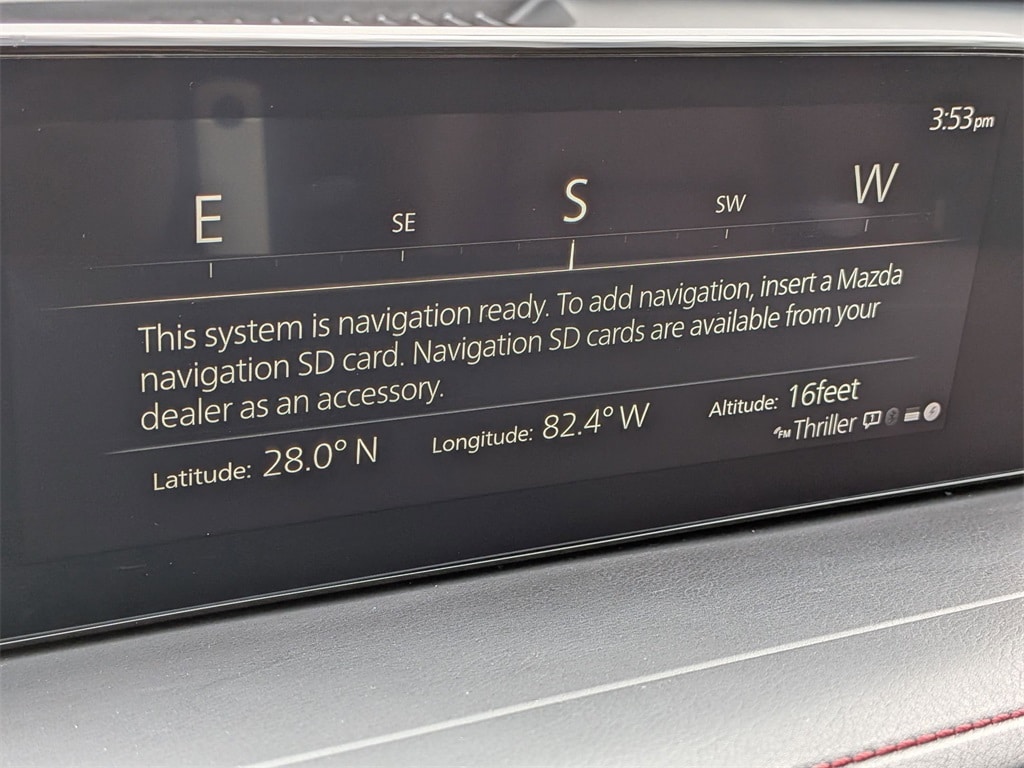 3:53pm
E SE S SW W
This system is navigation ready. To add navigation, insert a Mazda
navigation SD card. Navigation SD cards are available from your
dealer as an accessory.
Latitude: 28.0° N Longitude: 82.4° W Altitude: 16feet
FM Thriller